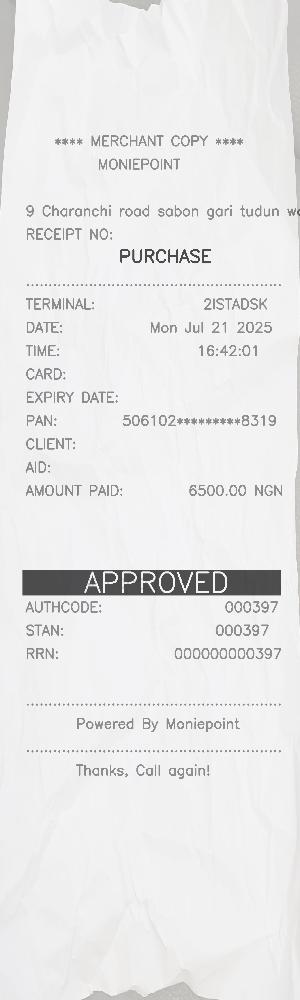 **** MERCHANT COPY ****
MONIEPOINT
9 Charanchi road sabon gari tudun
RECEIPT NO:
PURCHASE
TERMINAL: 2ISTADSK
DATE: Mon Jul 21 2025
TIME: 16:42:01
CARD:
EXPIRY DATE:
PAN: 506102*********8319
CLIENT:
AID:
AMOUNT PAID: 6500.00 NGN
APPROVED
AUTHCODE: 000397
STAN: 000397
RRN: 000000000397
Powered By Moniepoint
Thanks, Call again!